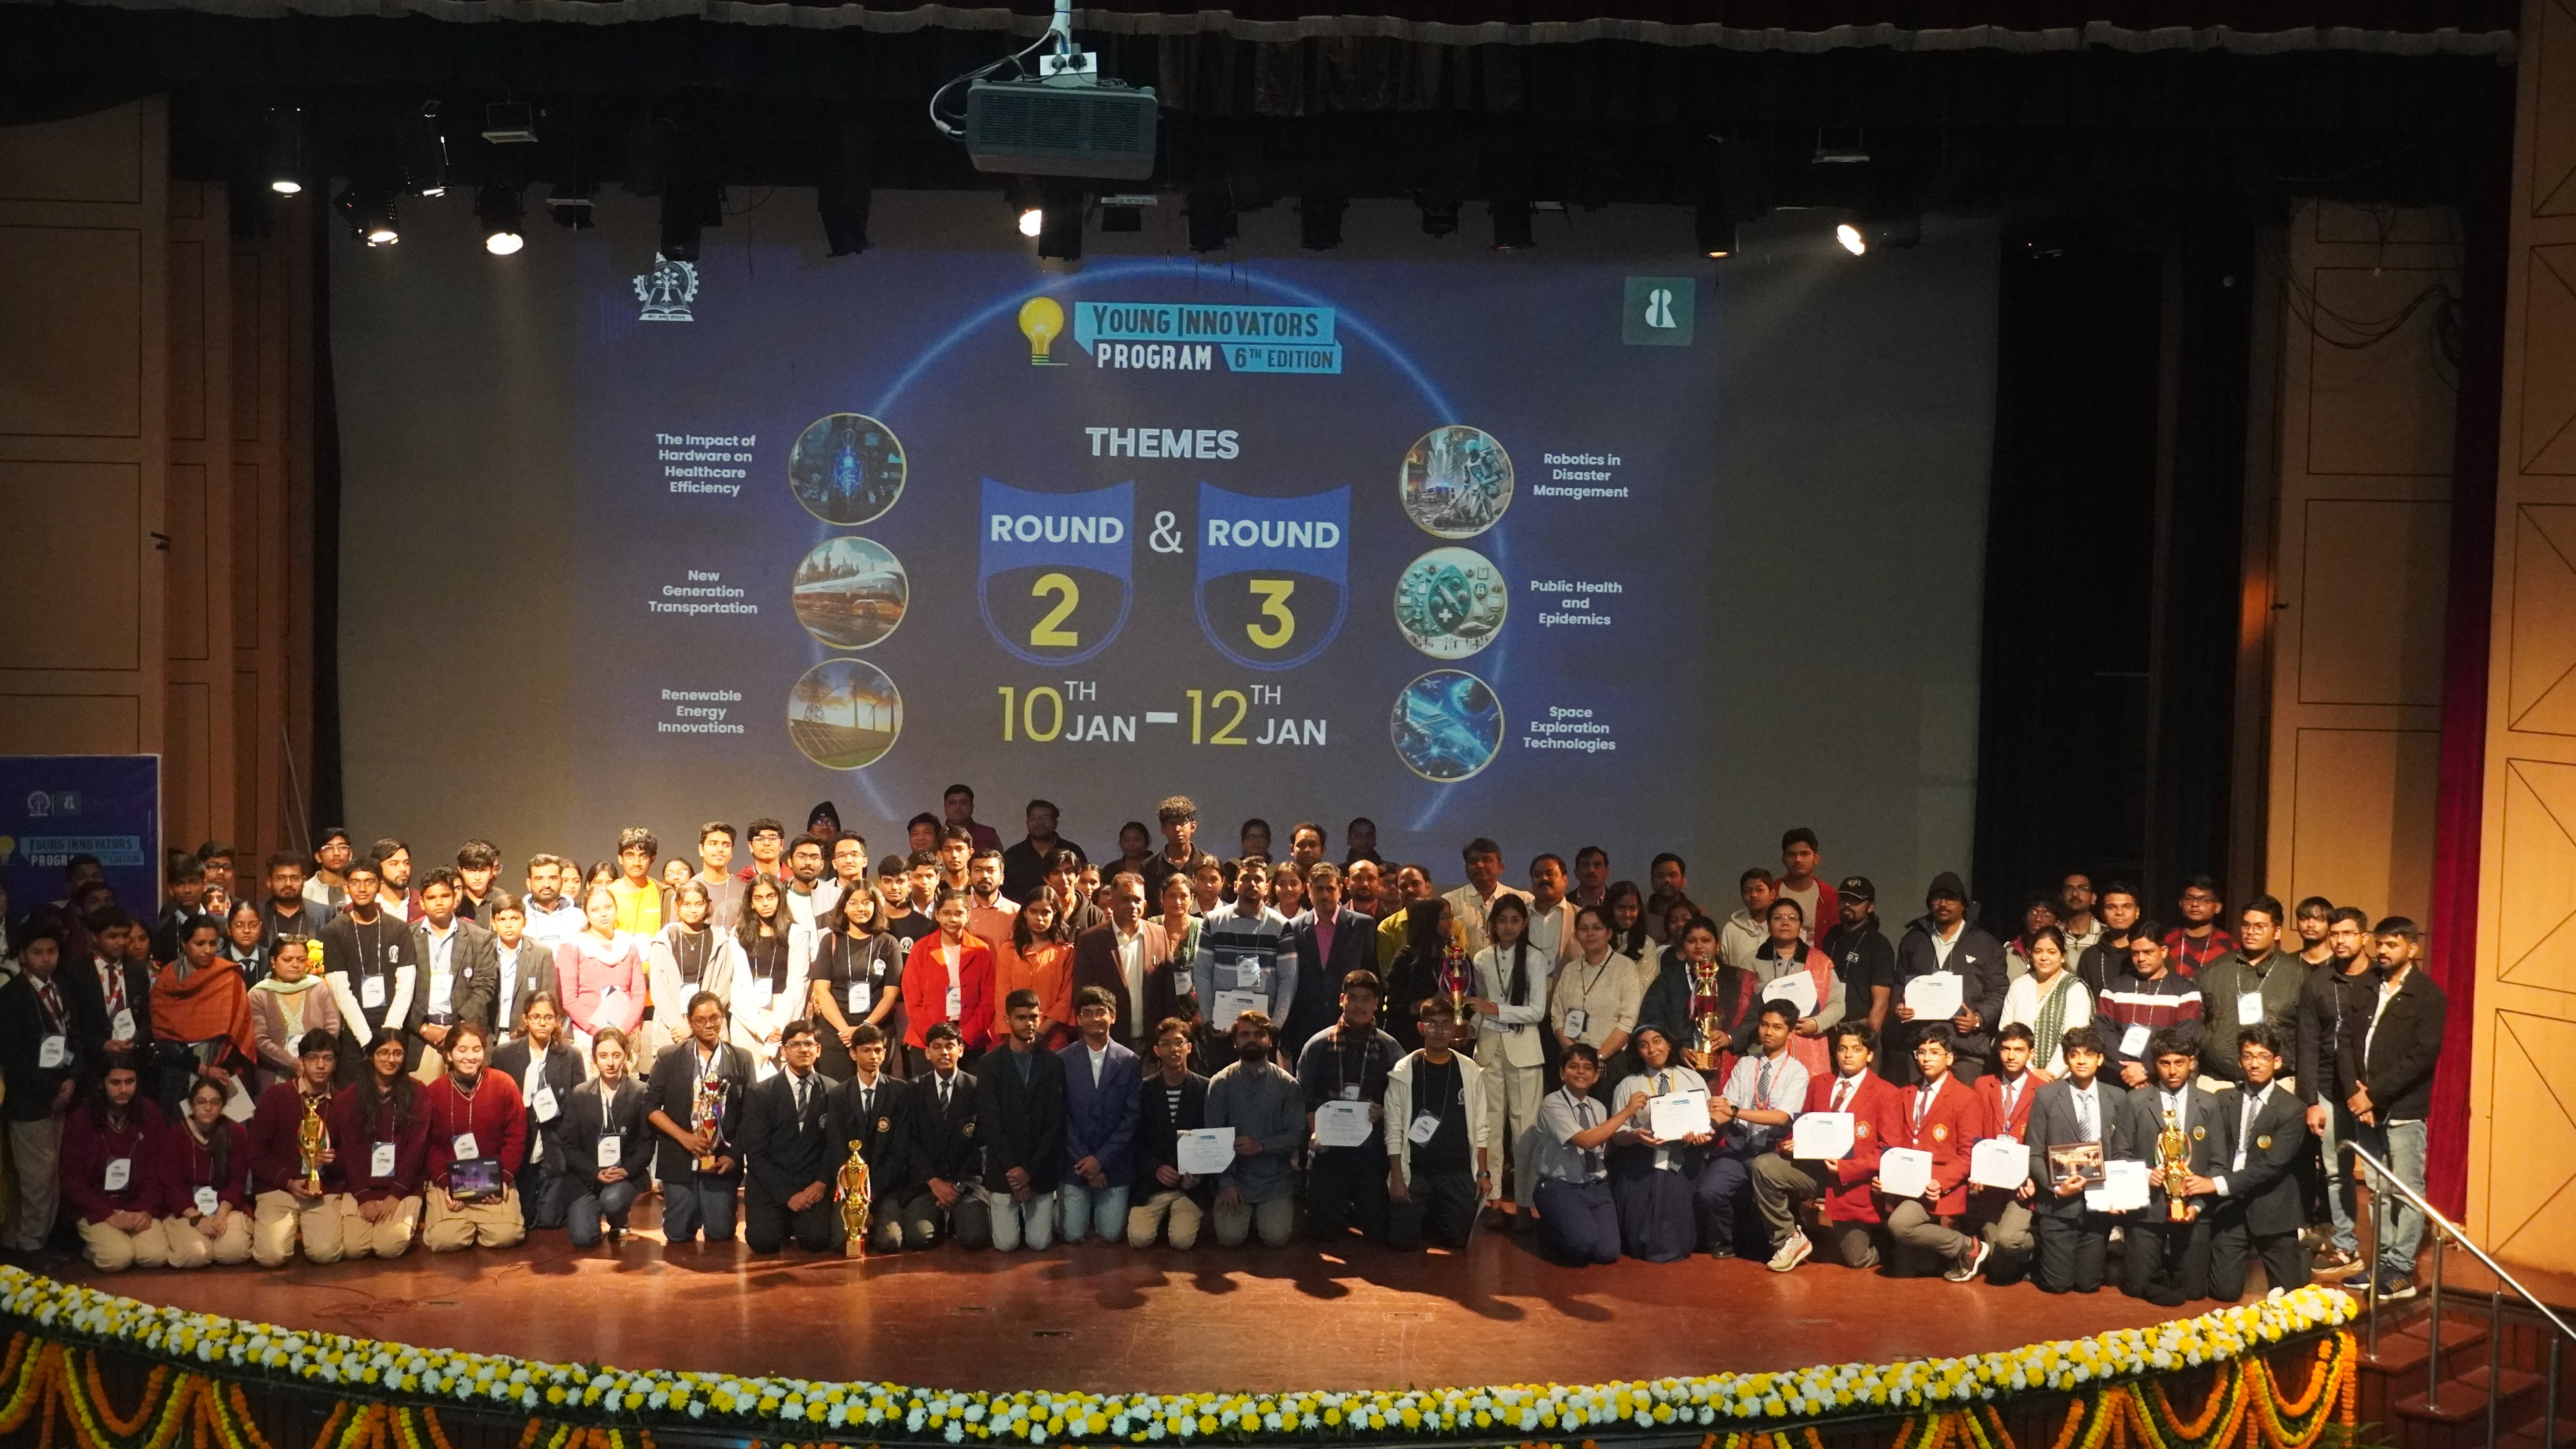 YOUNG INNOVATORS
PROGRAM 6TH EDITION
THEMES
The Impact of
Hardware on
Healthcare
Efficiency
New
Generation
Transportation
Renewable
Energy
Innovations
ROUND & ROUND
2 3
10TH JAN - 12TH JAN
Robotics in
Disaster
Management
Public Health
and
Epidemics
Space
Exploration
Technologies
YOUNG INNOVATORS
EDITION